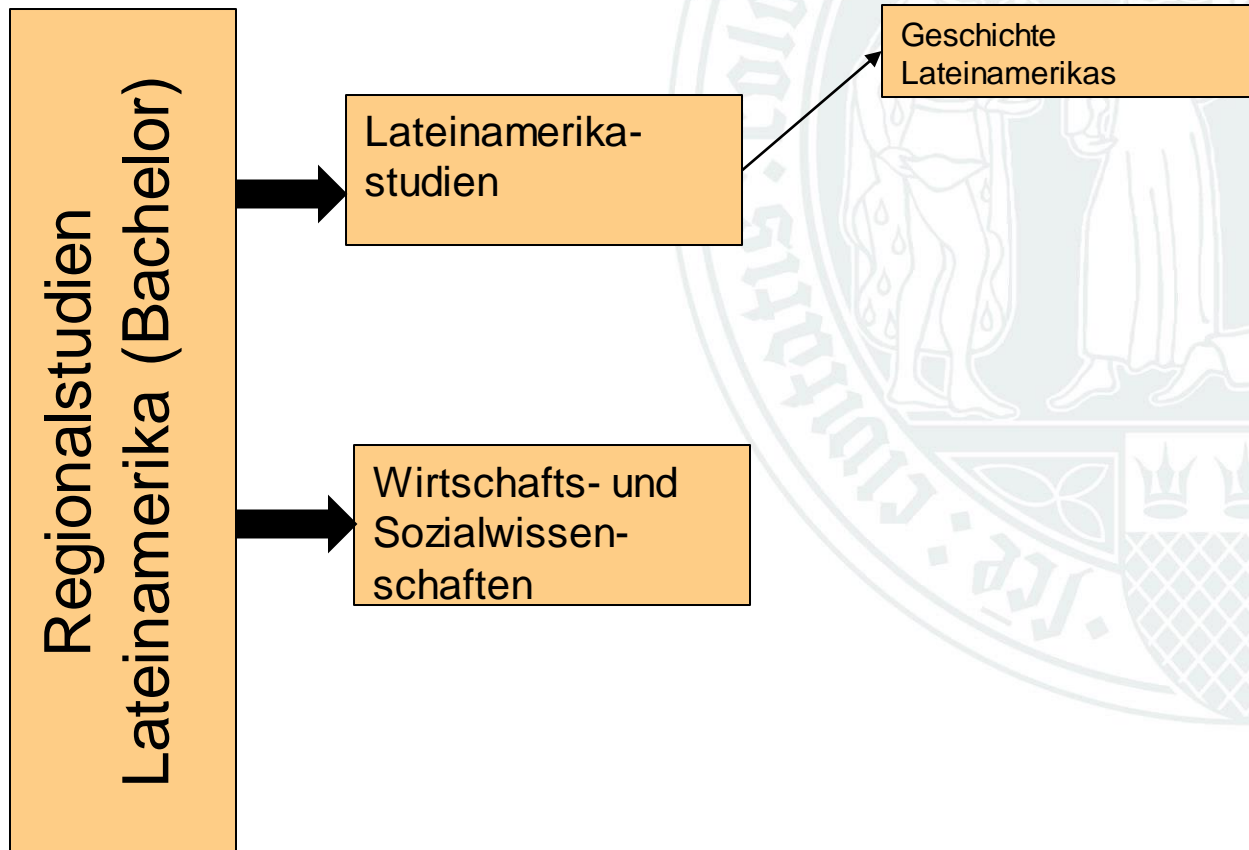 Regionalstudien
Lateinamerika (Bachelor)
Lateinamerika-
studien
Geschichte
Lateinamerikas
Wirtschafts- und
Sozialwissen-
schaften